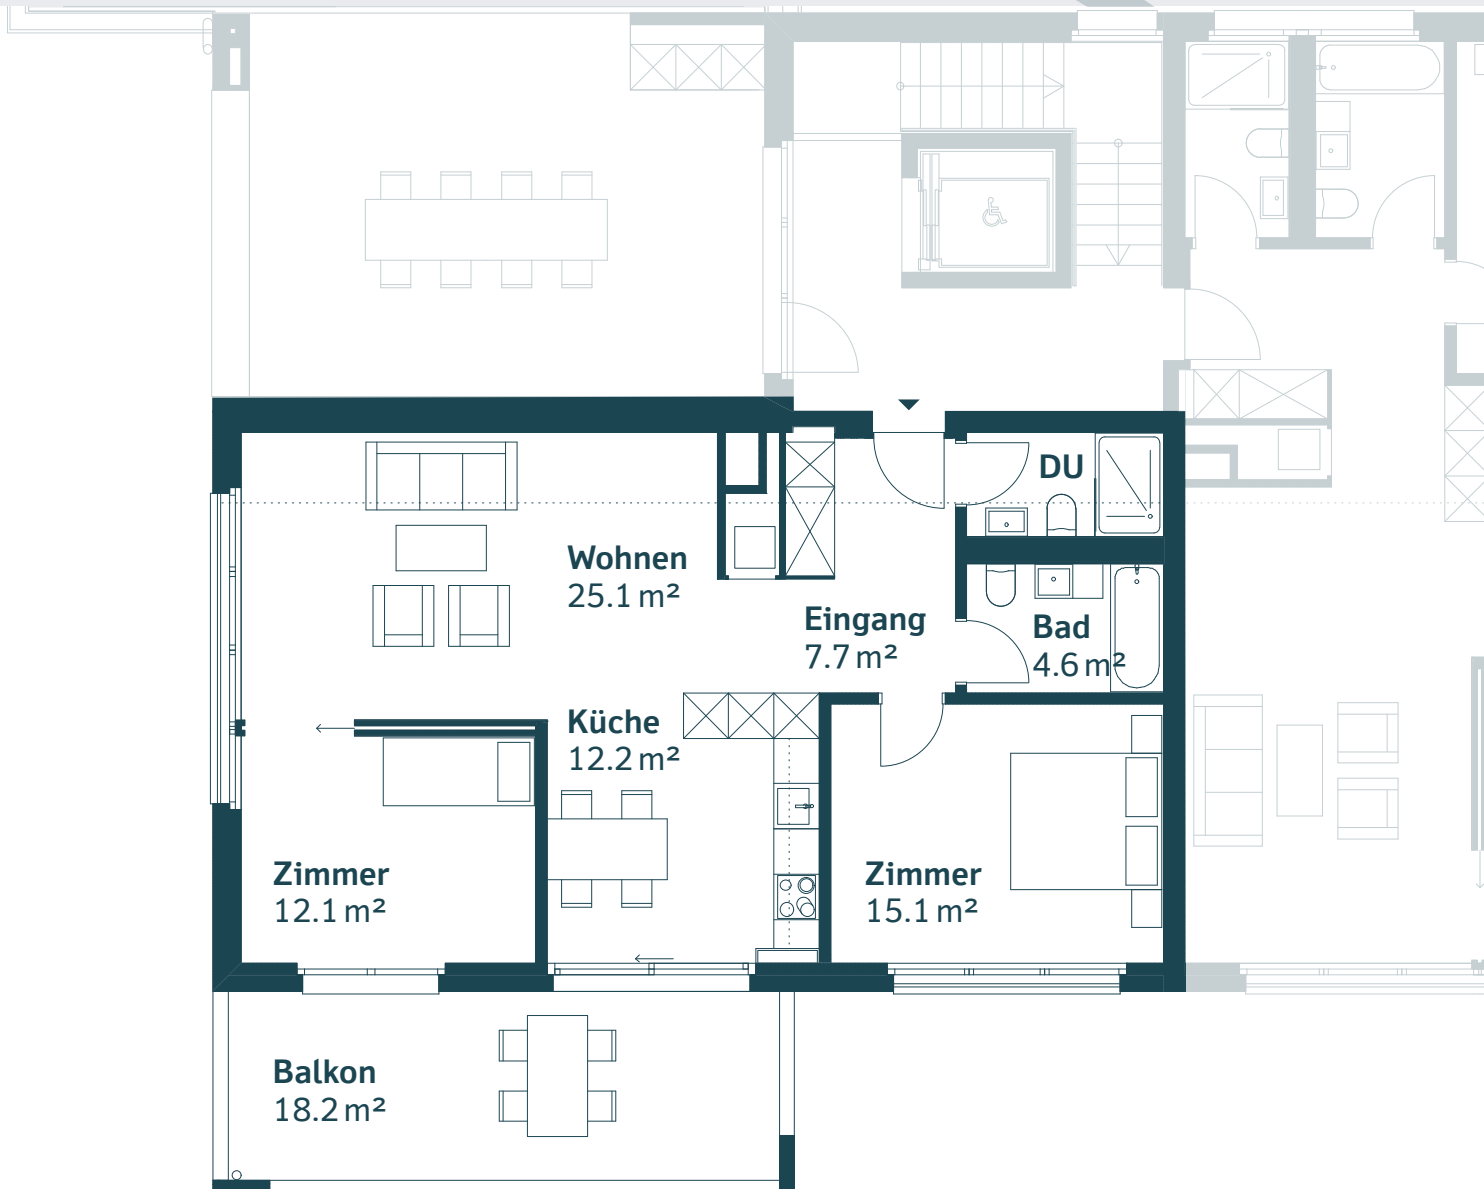 DU
Wohnen
25.1 m²
Eingang
7.7 m²
Bad
4.6 m²
Küche
12.2 m²
Zimmer
12.1 m²
Zimmer
15.1 m²
Balkon
18.2 m²